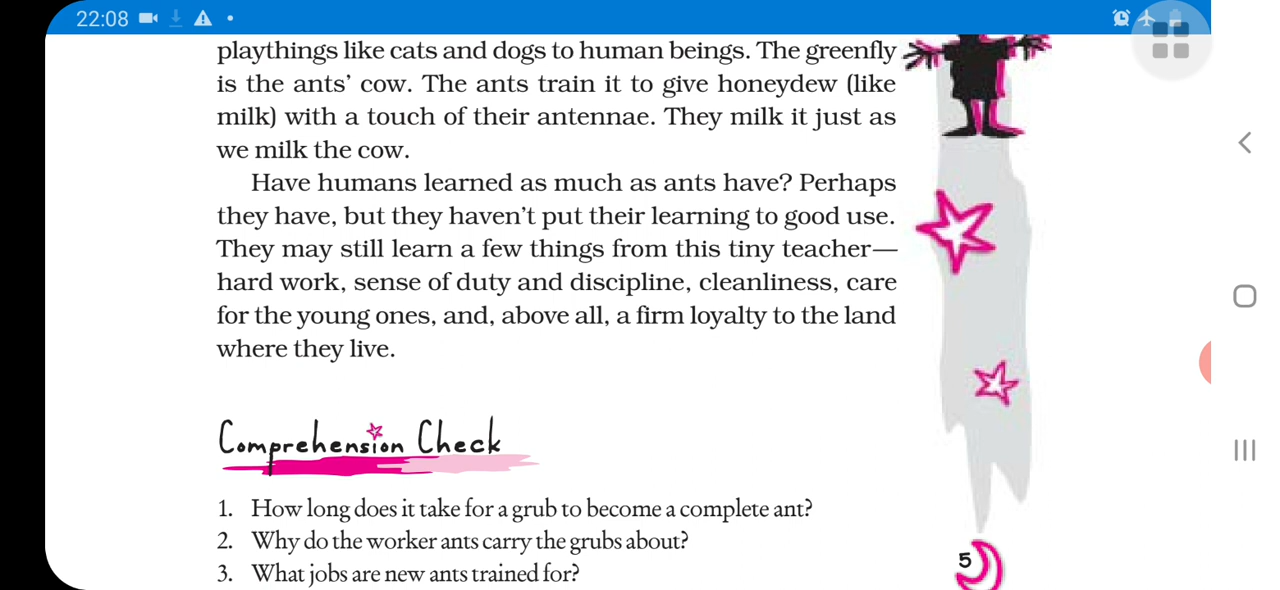 22:08
playthings like cats and dogs to human beings. The greenfly
is the ants’ cow. The ants train it to give honeydew (like
milk) with a touch of their antennae. They milk it just as
we milk the cow.
Have humans learned as much as ants have? Perhaps
they have, but they haven’t put their learning to good use.
They may still learn a few things from this tiny teacher—
hard work, sense of duty and discipline, cleanliness, care
for the young ones, and, above all, a firm loyalty to the land
where they live.
Comprehension Check
1. How long does it take for a grub to become a complete ant?
2. Why do the worker ants carry the grubs about?
3. What jobs are new ants trained for?
5